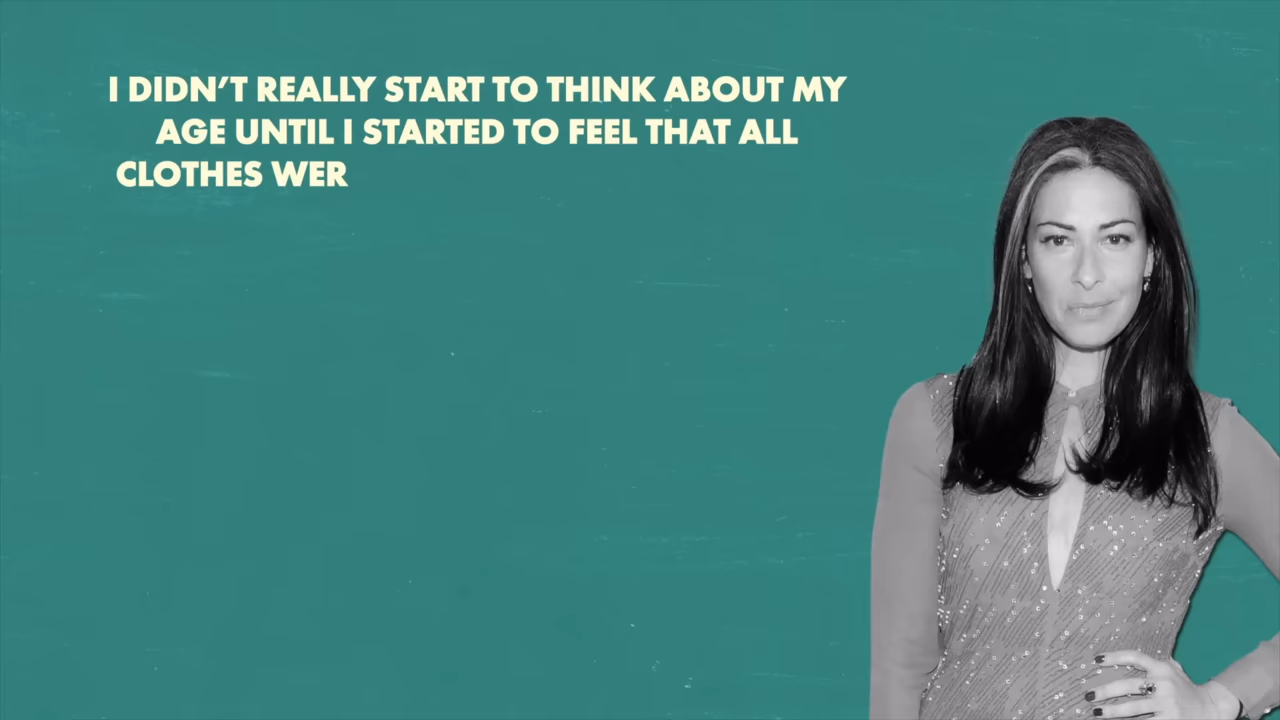 I DIDN’T REALLY START TO THINK ABOUT MY
AGE UNTIL I STARTED TO FEEL THAT ALL
CLOTHES WER